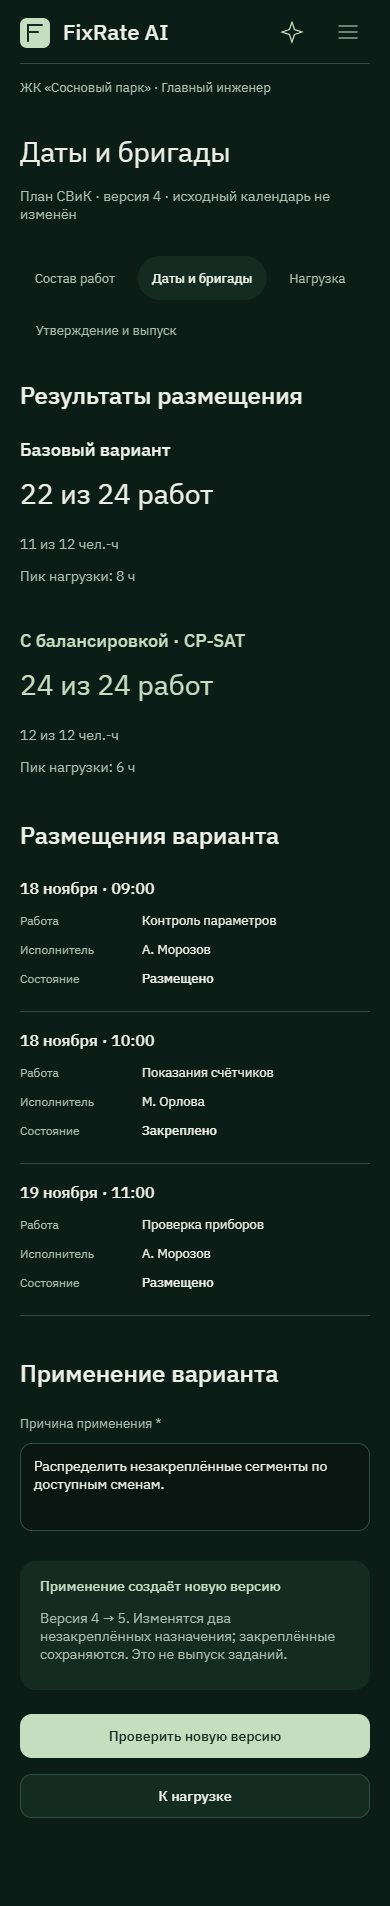 FixRate AI
ЖК «Сосновый парк» · Главный инженер
Даты и бригады
План СВиК · версия 4 · исходный календарь не
изменён
Состав работ
Даты и бригады
Нагрузка
Утверждение и выпуск
Результаты размещения
Базовый вариант
22 из 24 работ
11 из 12 чел.-ч
Пик нагрузки: 8 ч
С балансировкой · CP-SAT
24 из 24 работ
12 из 12 чел.-ч
Пик нагрузки: 6 ч
Размещения варианта
18 ноября · 09:00
Работа Контроль параметров
Исполнитель А. Морозов
Состояние Размещено
18 ноября · 10:00
Работа Показания счётчиков
Исполнитель М. Орлова
Состояние Закреплено
19 ноября · 11:00
Работа Проверка приборов
Исполнитель А. Морозов
Состояние Размещено
Применение варианта
Причина применения *
Распределить незакреплённые сегменты по
доступным сменам.
Применение создаёт новую версию
Версия 4 → 5. Изменятся два
незакреплённых назначения; закреплённые
сохраняются. Это не выпуск заданий.
Проверить новую версию
К нагрузке